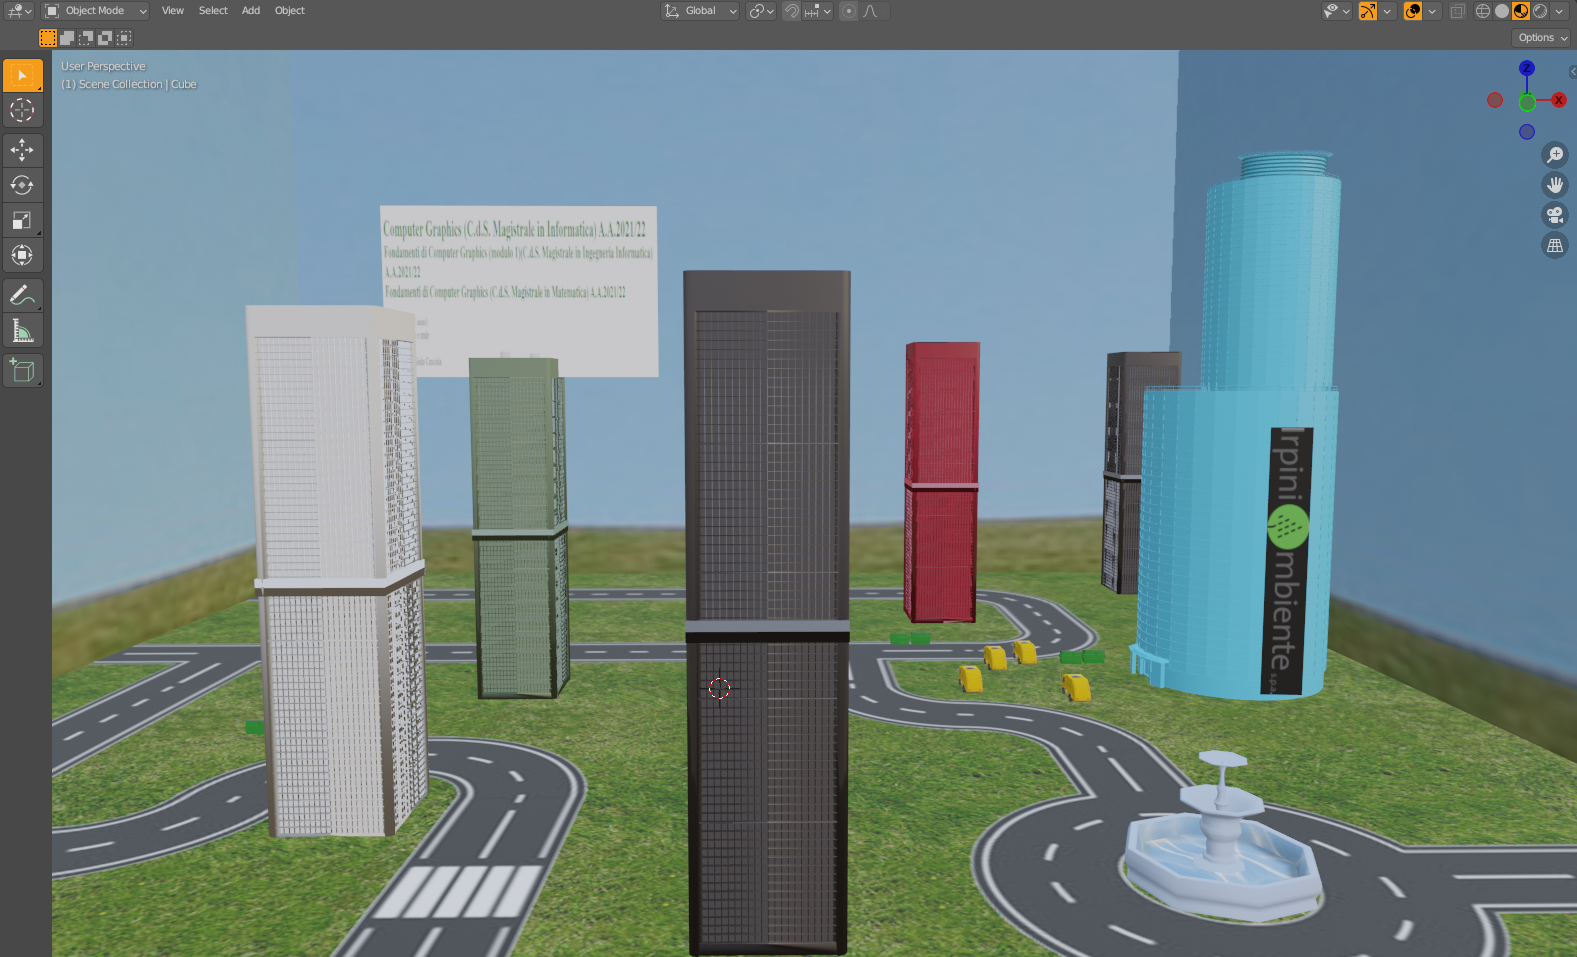 Object Mode View Select Add Object Global
Options
User Perspective
(1) Scene Collection | Cube
Z
X
Computer Graphics (C.d.S. Magistrale in Informatica) A.A.2021/22
Fondamenti di Computer Graphics (modulo 1)(C.d.S. Magistrale in Ingegneria Informatica)
A.A.2021/22
Fondamenti di Computer Graphics (C.d.S. Magistrale in Matematica) A.A.2021/22
Irpini
mbiente s.p.a.